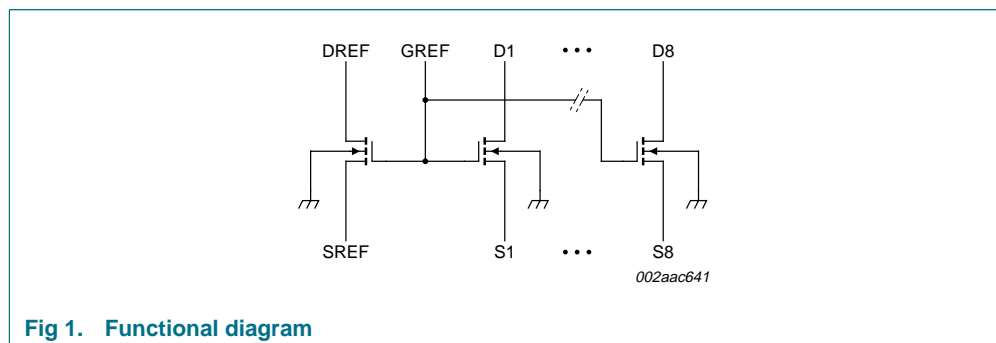 DREF GREF D1 • • • D8
SREF S1 • • • S8
002aac641
Fig 1. Functional diagram